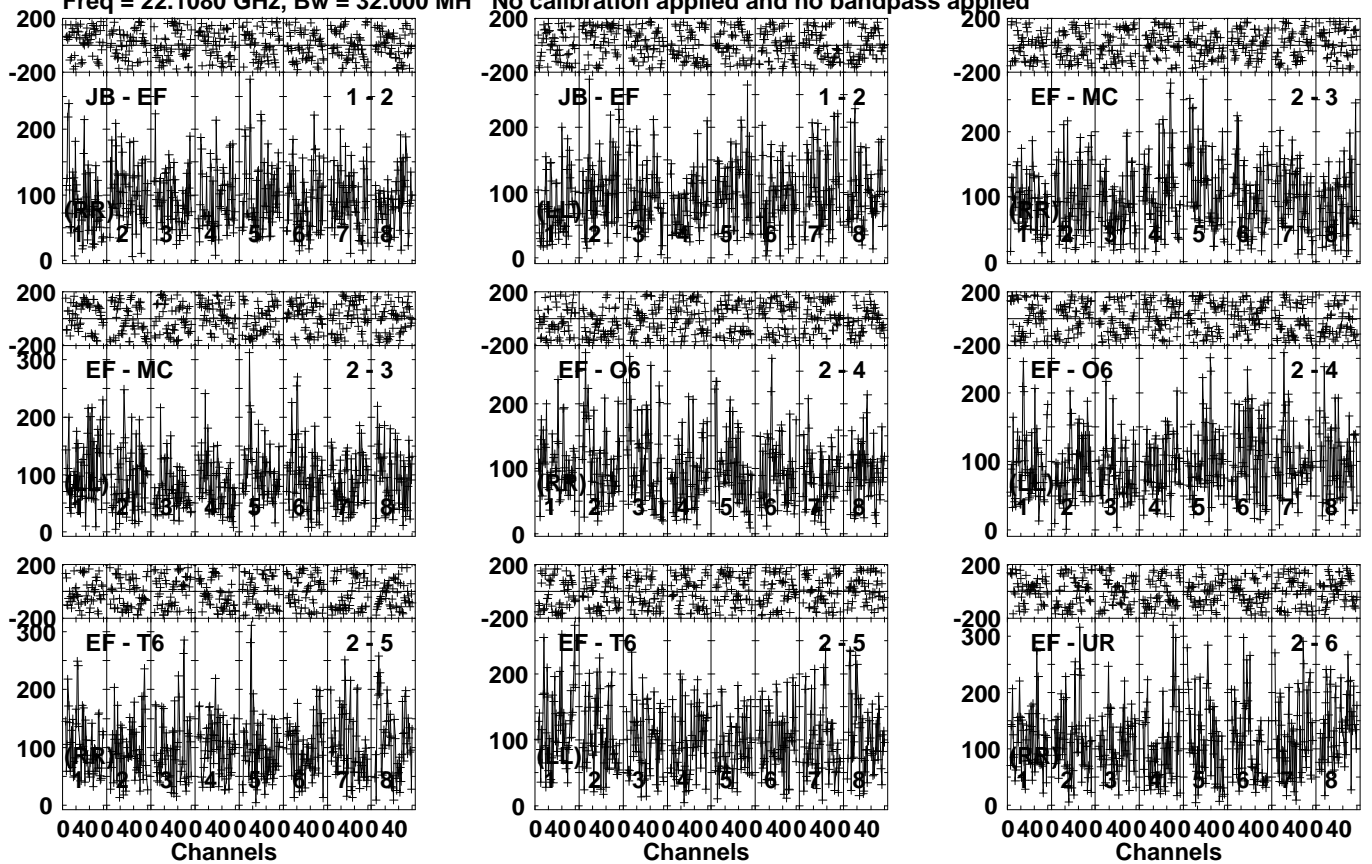 Freq = 22.1080 GHz, Bw = 32.000 MH No calibration applied and no bandpass applied
200 200 200
-200 -200 -200
JB - EF 1 - 2 JB - EF 1 - 2 EF - MC 2 - 3
200 200 200
100 100 100
(RR) (LL) (RR)
1 2 3 4 5 6 7 8 1 2 3 4 5 6 7 8 1 2 3 4 5 6 7 8
0 0 0
200 200 200
-200 -200 -200
300
EF - MC 2 - 3 EF - O6 2 - 4 EF - O6 2 - 4
200 200 200
100 100 100
(LL) (RR) (LL)
1 2 3 4 5 6 7 8 1 2 3 4 5 6 7 8 1 2 3 4 5 6 7 8
0 0 0
200 200 200
-200 -200 -200
300 300
EF - T6 2 - 5 EF - T6 2 - 5 EF - UR 2 - 6
200 200 200
100 100 100
(RR) (LL) (RR)
1 2 3 4 5 6 7 8 1 2 3 4 5 6 7 8 1 2 3 4 5 6 7 8
0 0 0
0 40 0 40 0 40 0 40 0 40 0 40 0 40 0 40 0 40 0 40 0 40 0 40 0 40 0 40 0 40 0 40 0 40 0 40 0 40 0 40 0 40 0 40 0 40 0 40
Channels Channels Channels